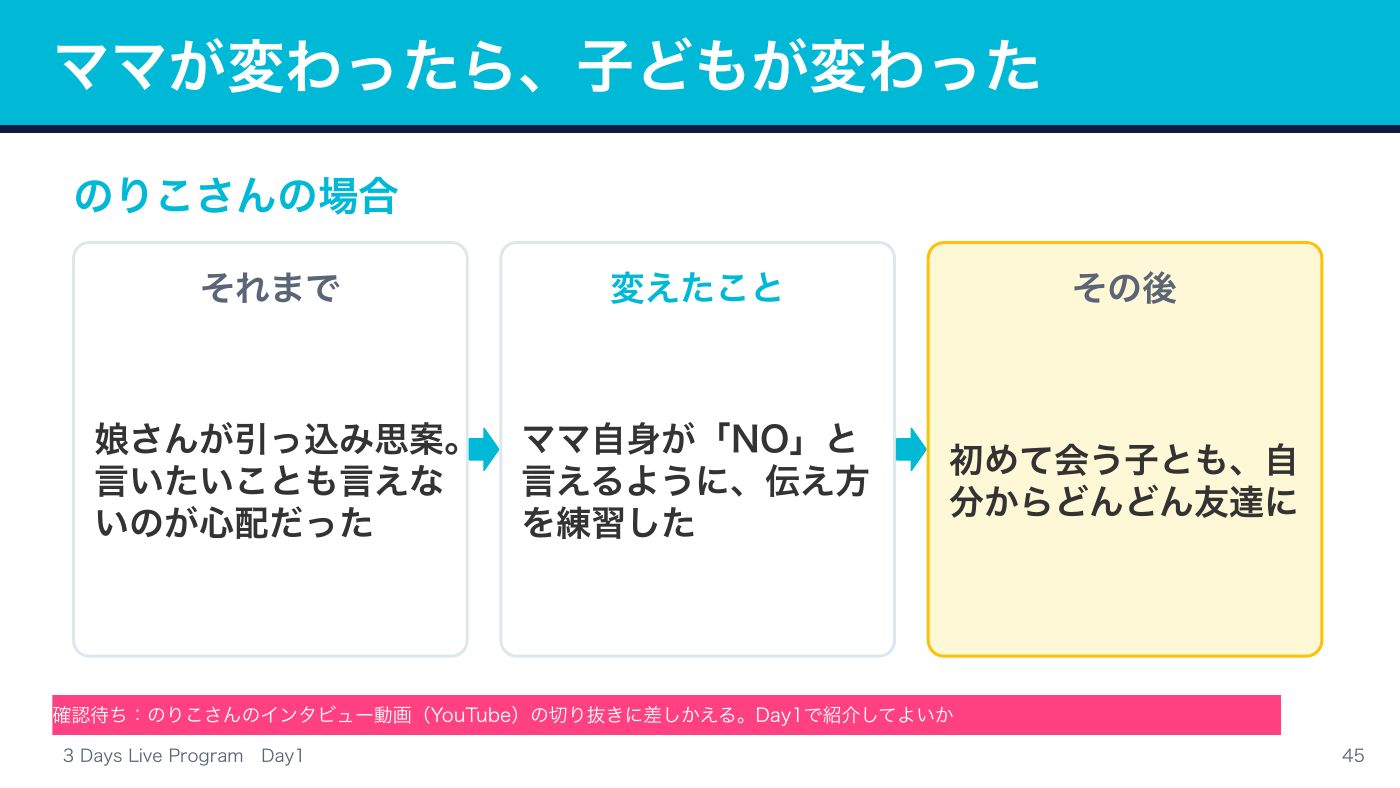 ママが変わったら、子どもが変わった
のりこさんの場合
それまで
娘さんが引っ込み思案。
言いたいことも言えな
いのが心配だった
変えたこと
ママ自身が「NO」と
言えるように、伝え方
を練習した
その後
初めて会う子とも、自
分からどんどん友達に
確認待ち：のりこさんのインタビュー動画（YouTube）の切り抜きに差しかえる。Day1で紹介してよいか
3 Days Live Program　Day1
45